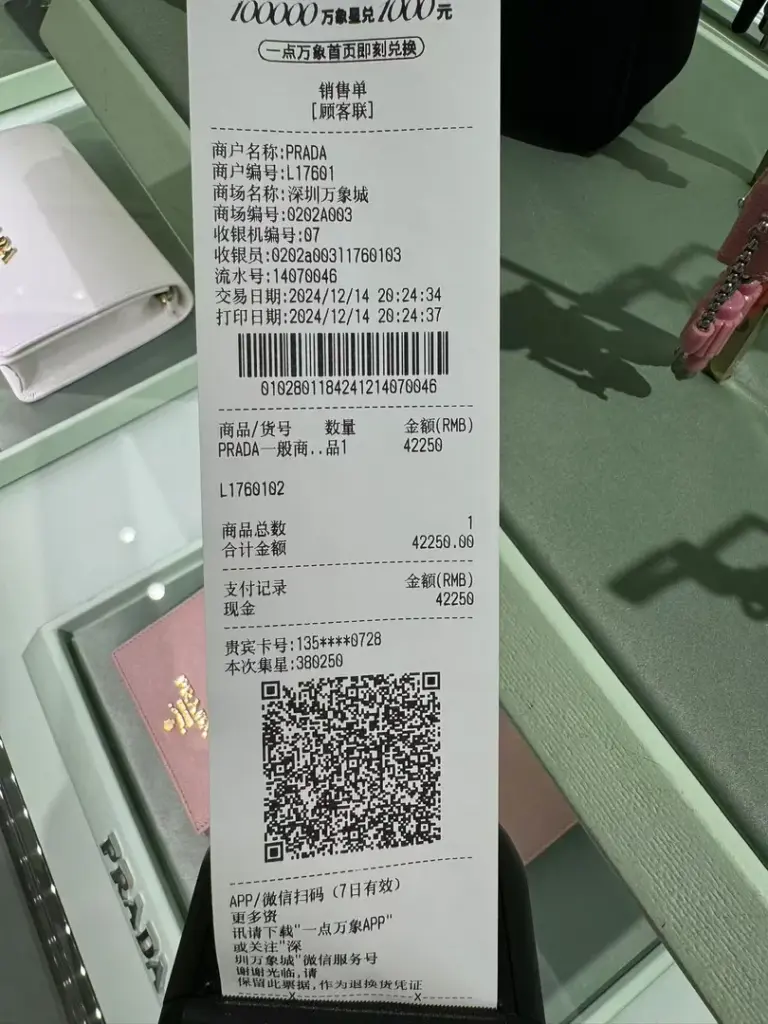 100000万象星兑1000元
一点万象首页即刻兑换
销售单
[顾客联]
商户名称:PRADA
商户编号:L17601
商场名称:深圳万象城
商场编号:0202A003
收银机编号:07
收银员:0202a003l1760103
流水号:14070046
交易日期:2024/12/14 20:24:34
打印日期:2024/12/14 20:24:37
0102801184241214070046
商品/货号 数量 金额(RMB)
PRADA一般商..品1 42250
L1760102
商品总数 1
合计金额 42250.00
支付记录 金额(RMB)
现金 42250
贵宾卡号:135****0728
本次集星:380250
APP/微信扫码（7日有效）
更多资
讯请下载"一点万象APP"
或关注"深
圳万象城"微信服务号
谢谢光临,请
保留此票据,作为退换货凭证
PRADA